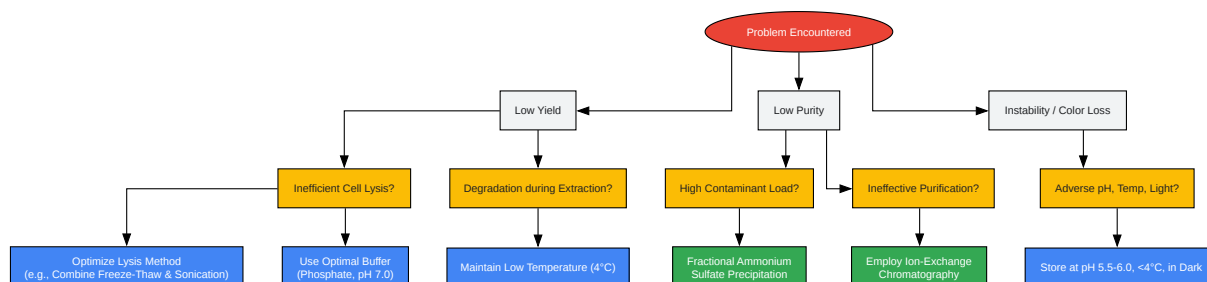 Problem Encountered
Low Yield
Low Purity
Instability / Color Loss
Inefficient Cell Lysis?
Degradation during Extraction?
High Contaminant Load?
Ineffective Purification?
Adverse pH, Temp, Light?
Optimize Lysis Method
(e.g., Combine Freeze-Thaw & Sonication)
Use Optimal Buffer
(Phosphate, pH 7.0)
Maintain Low Temperature (4°C)
Fractional Ammonium
Sulfate Precipitation
Employ Ion-Exchange
Chromatography
Store at pH 5.5-6.0, <4°C, in Dark